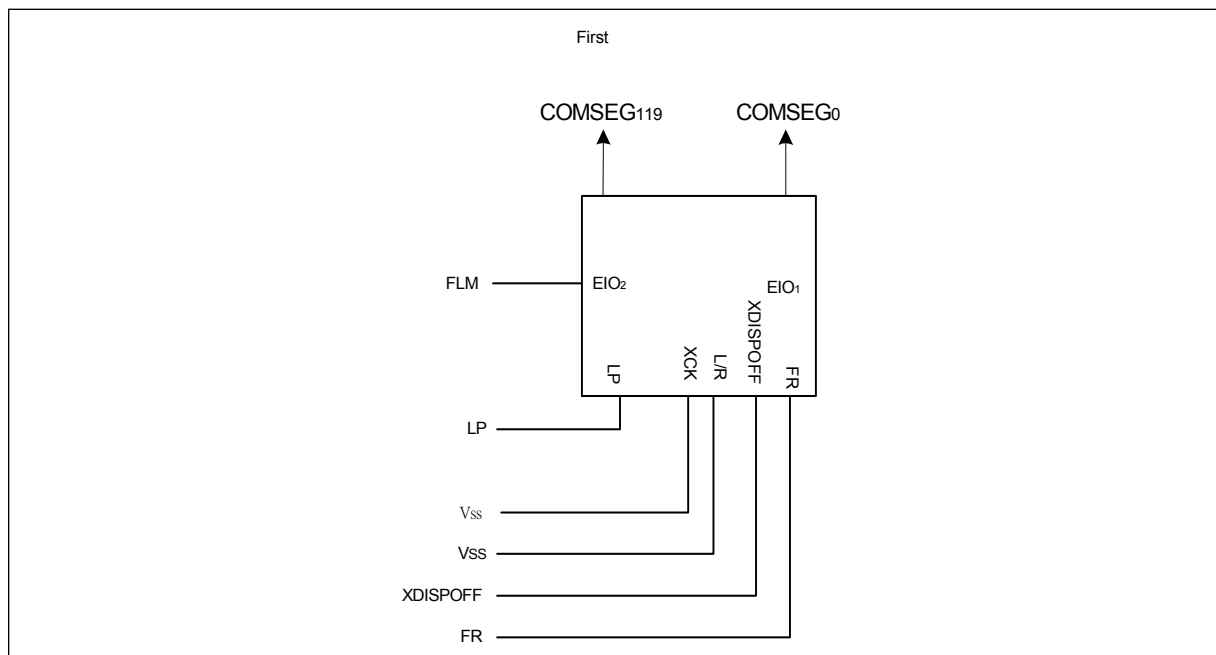 First
COMSEG119 COMSEG0
FLM EIO2 EIO1
LP XCK L/R XDISPOFF FR
LP
Vss
VSS
XDISPOFF
FR